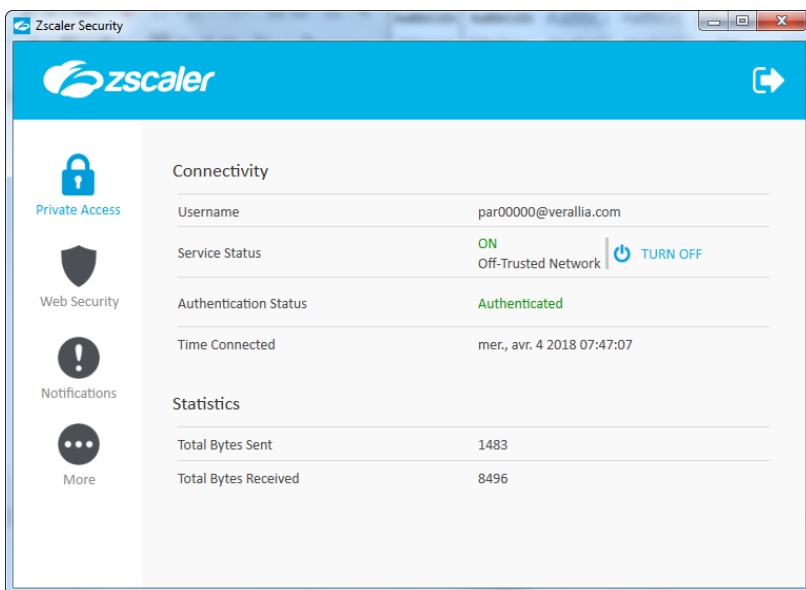 Zscaler Security
zscaler
Private Access
Web Security
Notifications
More
Connectivity
Username par00000@verallia.com
Service Status ON
Off-Trusted Network TURN OFF
Authentication Status Authenticated
Time Connected mer., avr. 4 2018 07:47:07
Statistics
Total Bytes Sent 1483
Total Bytes Received 8496